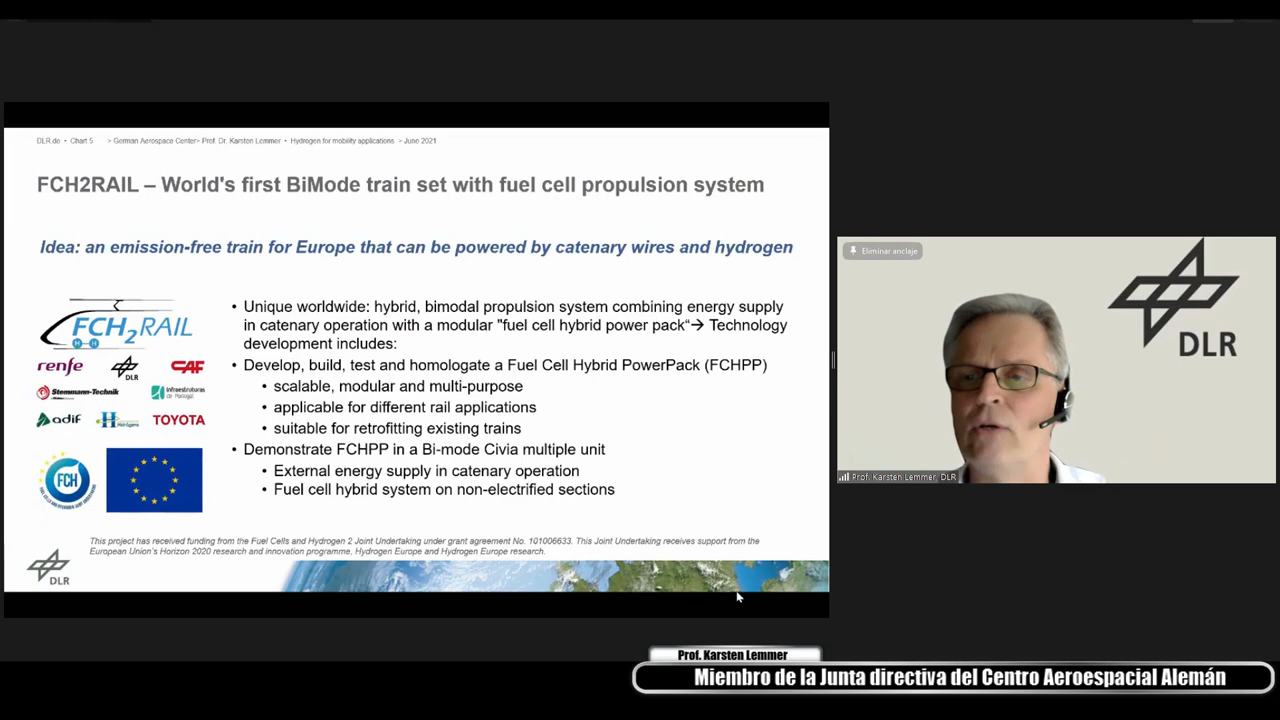 DLR.de • Chart 5 > German Aerospace Center> Prof. Dr. Karsten Lemmer • Hydrogen for mobility applications > June 2021
FCH2RAIL – World's first BiMode train set with fuel cell propulsion system
Idea: an emission-free train for Europe that can be powered by catenary wires and hydrogen
FCH2RAIL
H H
renfe
DLR
CAF
Stemmann-Technik
Infraestruturas
de Portugal
adif
TOYOTA
FCH
• Unique worldwide: hybrid, bimodal propulsion system combining energy supply
in catenary operation with a modular "fuel cell hybrid power pack“→ Technology
development includes:
• Develop, build, test and homologate a Fuel Cell Hybrid PowerPack (FCHPP)
• scalable, modular and multi-purpose
• applicable for different rail applications
• suitable for retrofitting existing trains
• Demonstrate FCHPP in a Bi-mode Civia multiple unit
• External energy supply in catenary operation
• Fuel cell hybrid system on non-electrified sections
This project has received funding from the Fuel Cells and Hydrogen 2 Joint Undertaking under grant agreement No. 101006633. This Joint Undertaking receives support from the
European Union's Horizon 2020 research and innovation programme, Hydrogen Europe and Hydrogen Europe research.
DLR
Eliminar anclaje
DLR
Prof. Karsten Lemmer, DLR
Prof. Karsten Lemmer
Miembro de la Junta directiva del Centro Aeroespacial Alemán